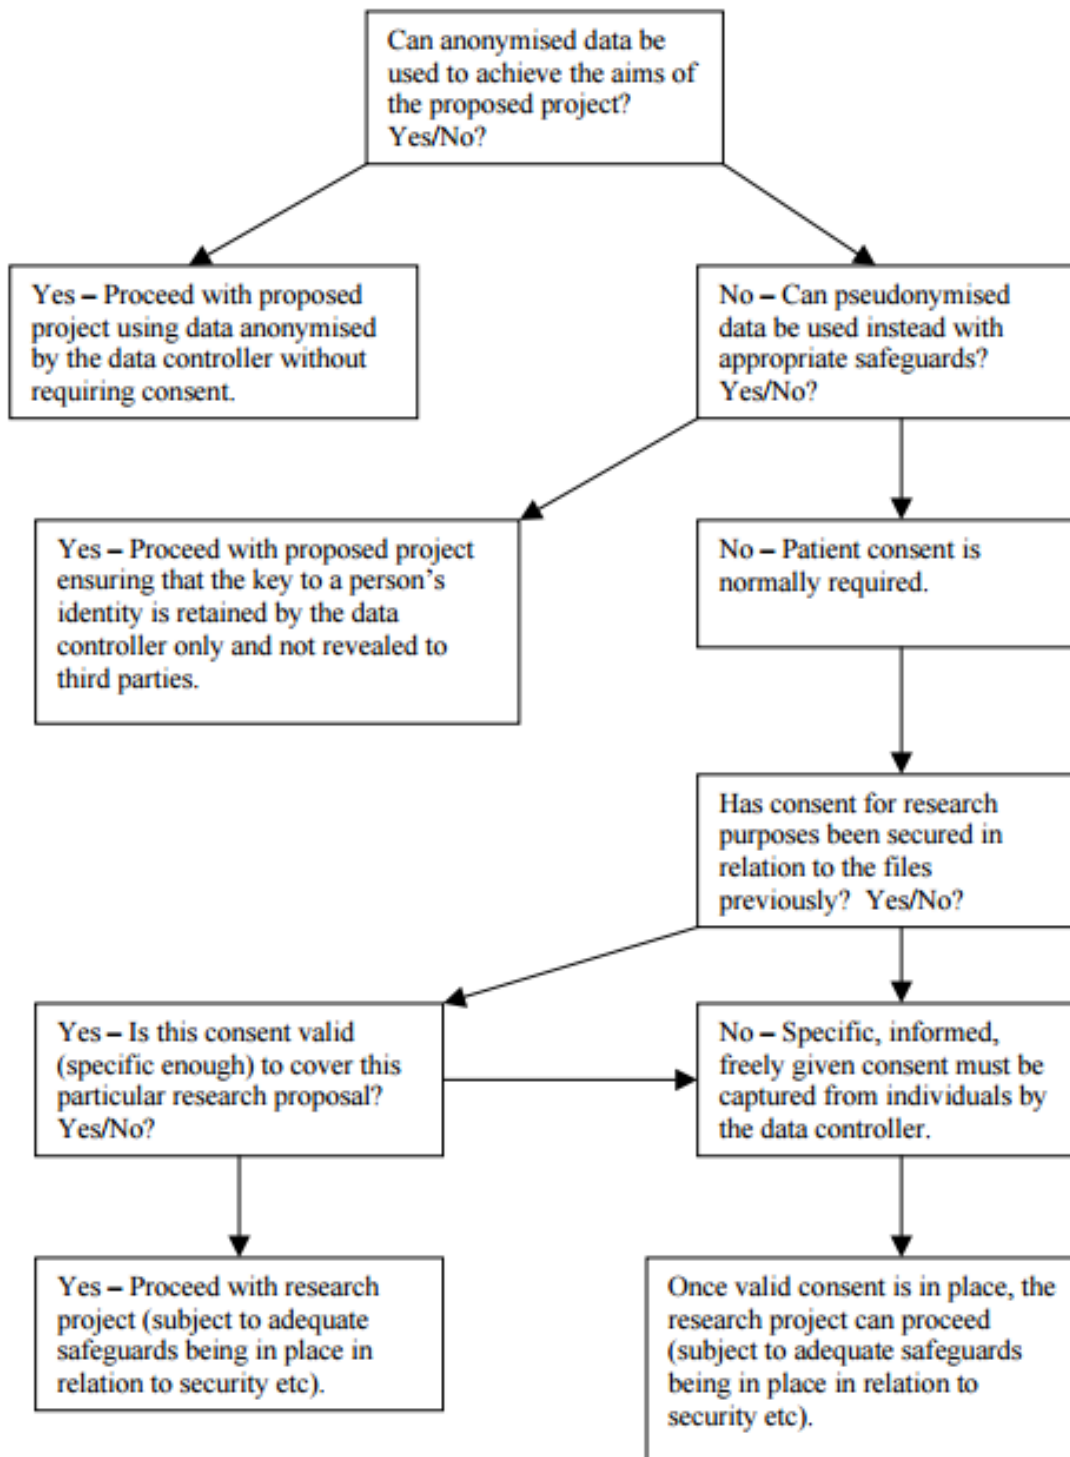 Can anonymised data be
used to achieve the aims of
the proposed project?
Yes/No?
Yes – Proceed with proposed
project using data anonymised
by the data controller without
requiring consent.
No – Can pseudonymised
data be used instead with
appropriate safeguards?
Yes/No?
Yes – Proceed with proposed project
ensuring that the key to a person's
identity is retained by the data
controller only and not revealed to
third parties.
No – Patient consent is
normally required.
Has consent for research
purposes been secured in
relation to the files
previously?  Yes/No?
Yes – Is this consent valid
(specific enough) to cover this
particular research proposal?
Yes/No?
No – Specific, informed,
freely given consent must be
captured from individuals by
the data controller.
Yes – Proceed with research
project (subject to adequate
safeguards being in place in
relation to security etc).
Once valid consent is in place, the
research project can proceed
(subject to adequate safeguards
being in place in relation to
security etc).